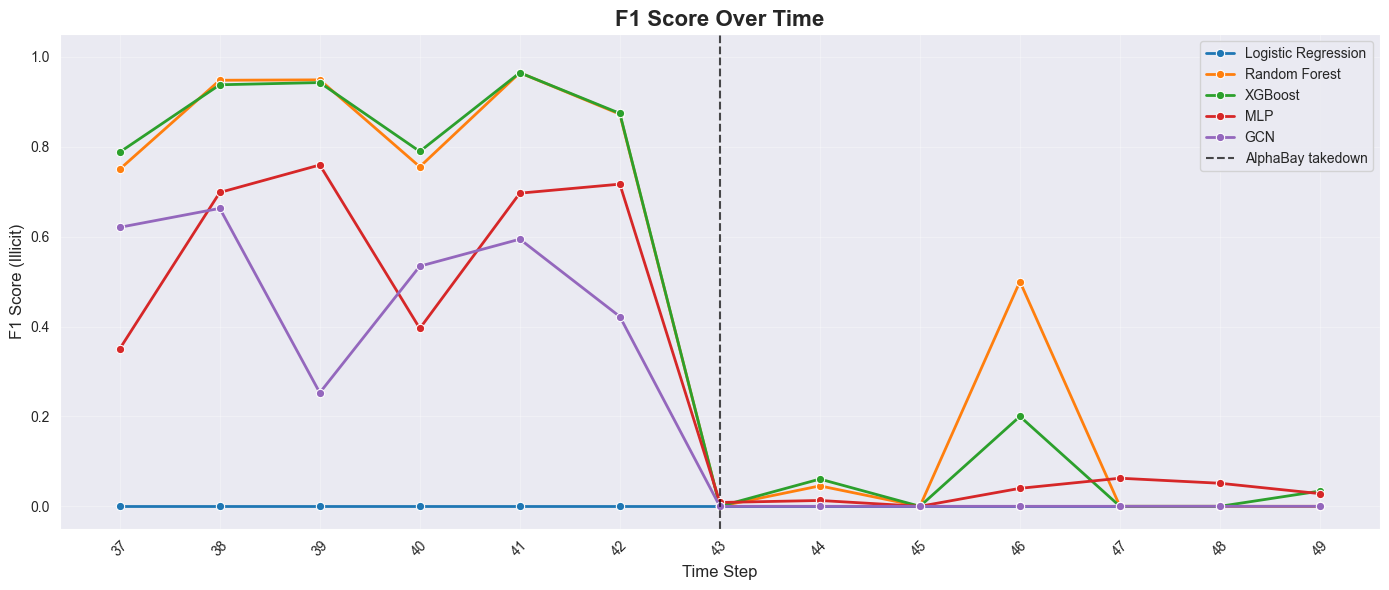 F1 Score Over Time
F1 Score (Illicit)
1.0
0.8
0.6
0.4
0.2
0.0
Logistic Regression
Random Forest
XGBoost
MLP
GCN
AlphaBay takedown
37 38 39 40 41 42 43 44 45 46 47 48 49
Time Step